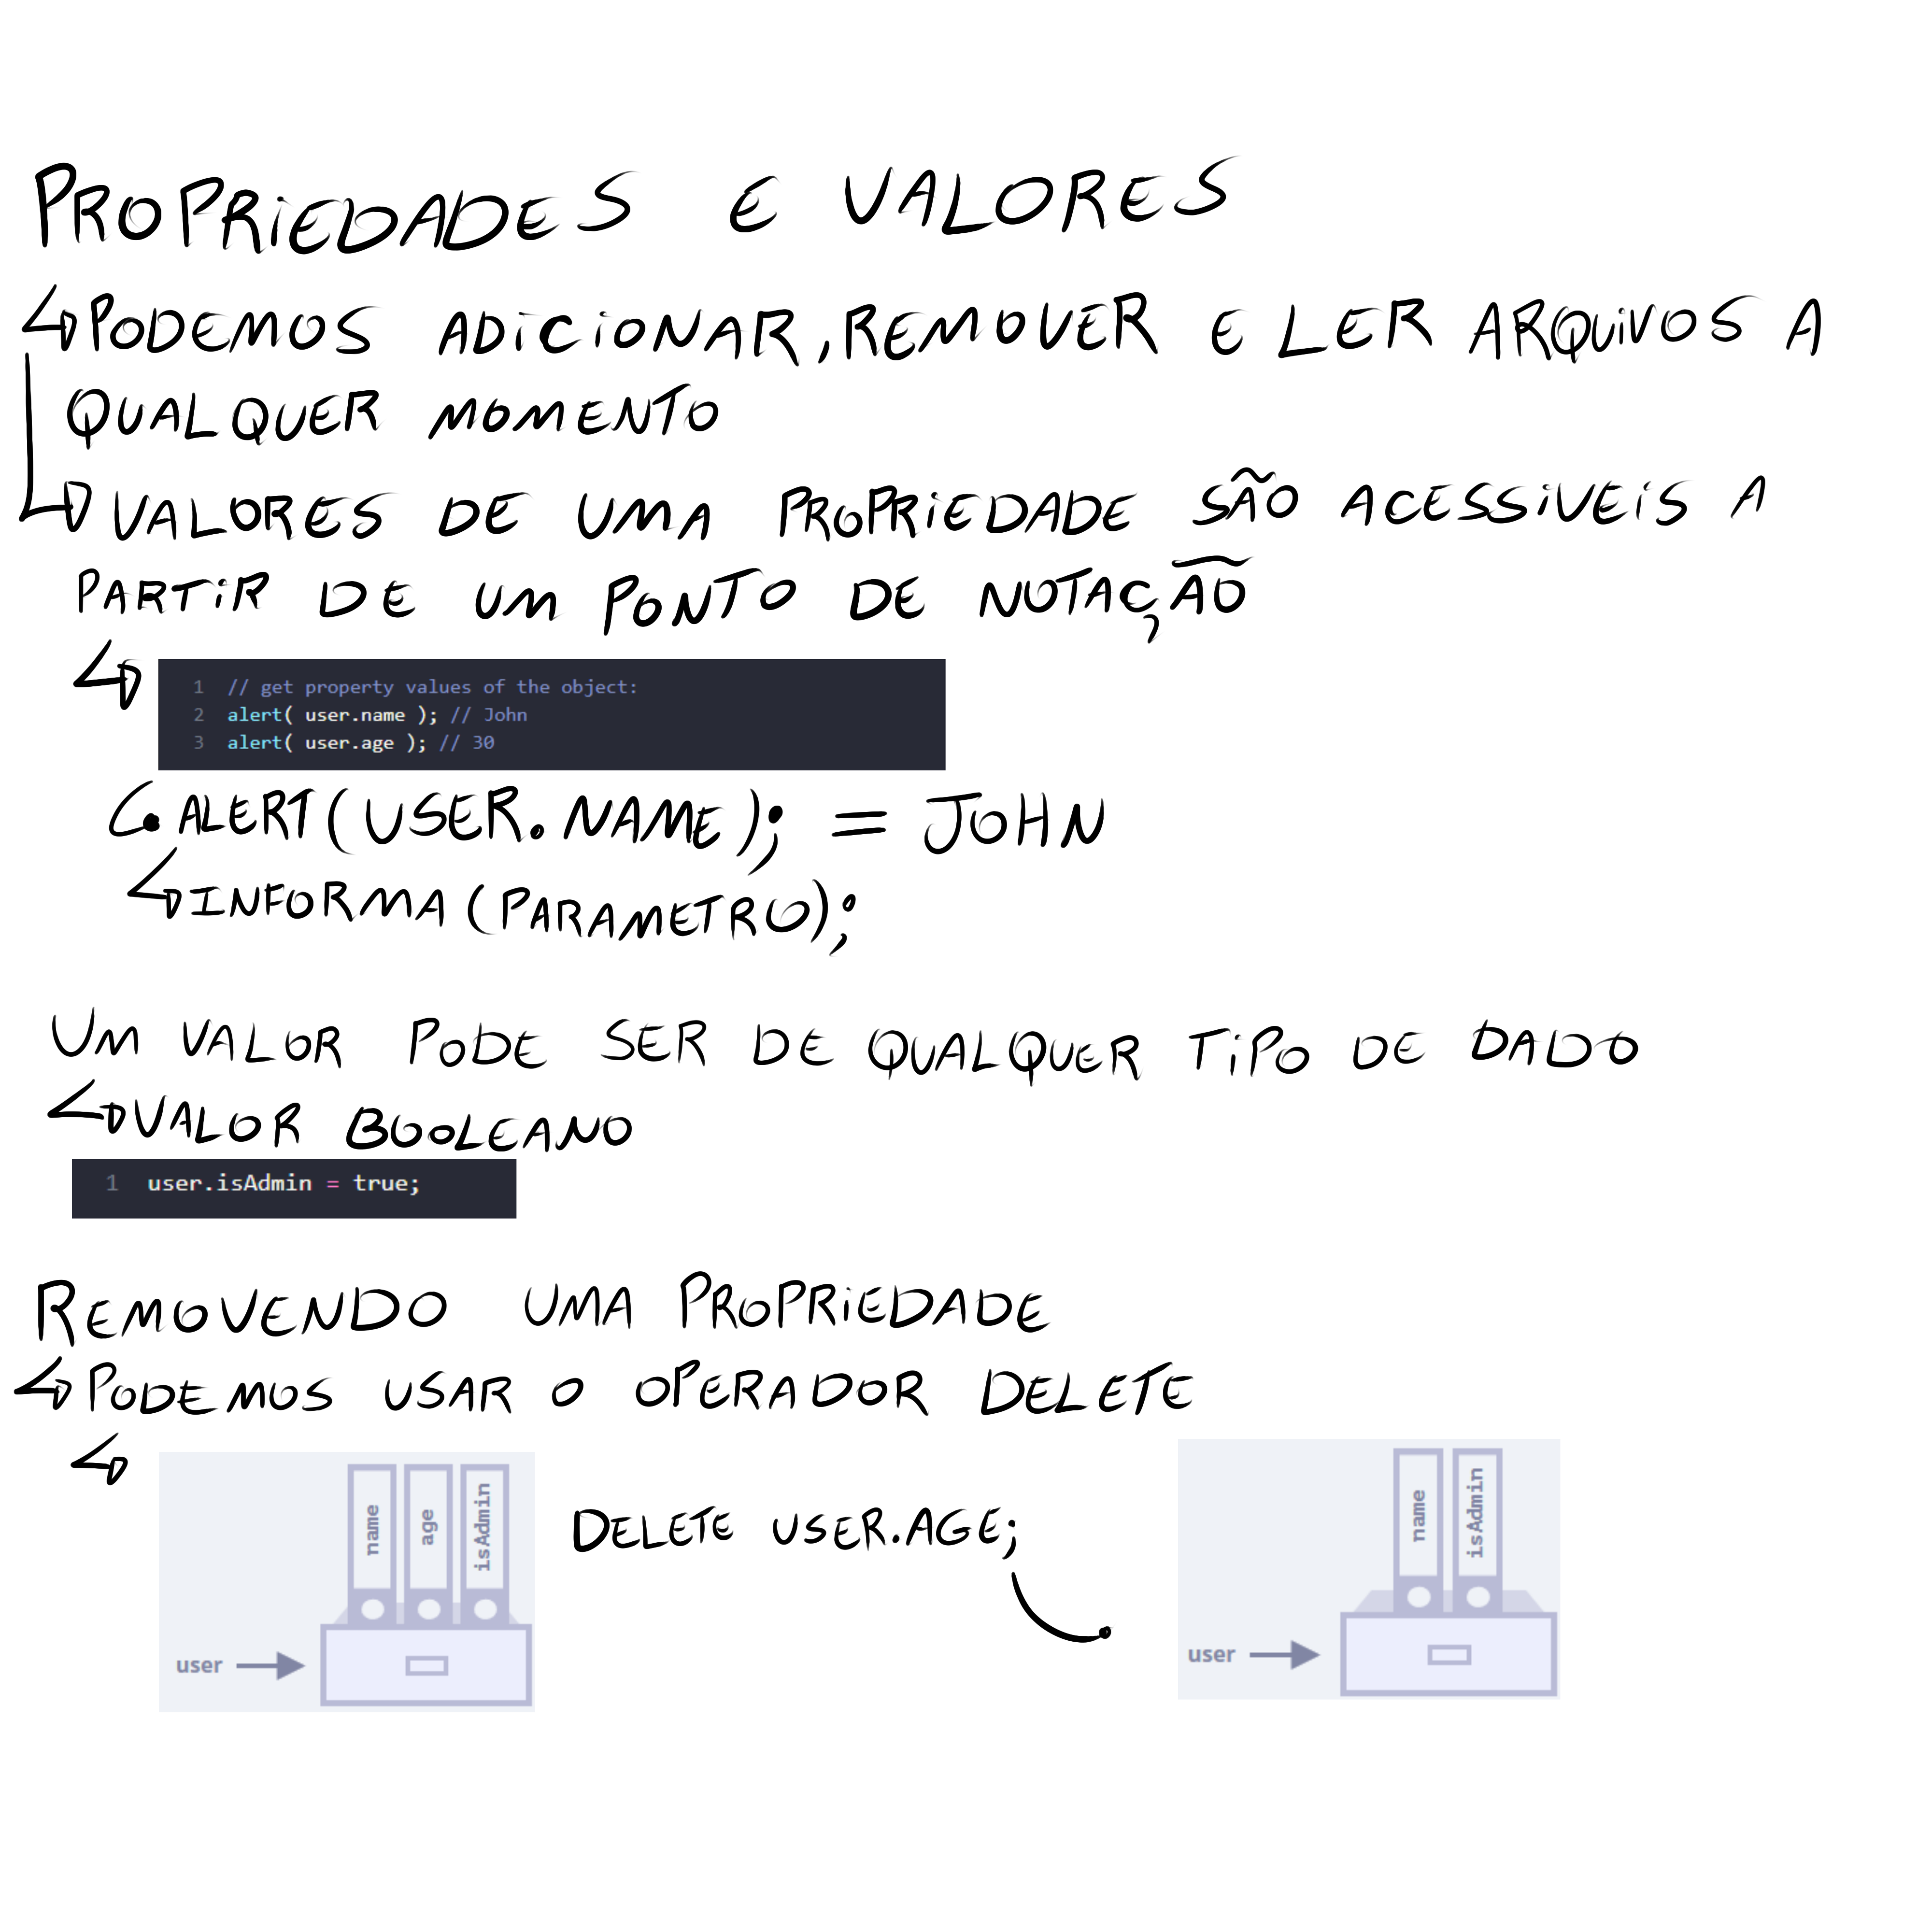 PROPRiEDADES E VALORES
PODEMOS ADiCiONAR, REMOVER E LER ARQUiVOS A
QUALQUER MOMENTO
VALORES DE UMA PROPRiEDADE SÃO ACESSiVEiS A
PARTiR DE UM PONTO DE NOTAÇÃO
1 // get property values of the object:
2 alert( user.name ); // John
3 alert( user.age ); // 30
ALERT(USER.NAME); = JOHN
INFORMA(PARAMETRO);
UM VALOR PODE SER DE QUALQUER TiPO DE DADO
VALOR BOOLEANO
1 user.isAdmin = true;
REMOVENDO UMA PROPRiEDADE
PODEMOS USAR O OPERADOR DELETE
name age isAdmin
user
DELETE USER.AGE;
name isAdmin
user